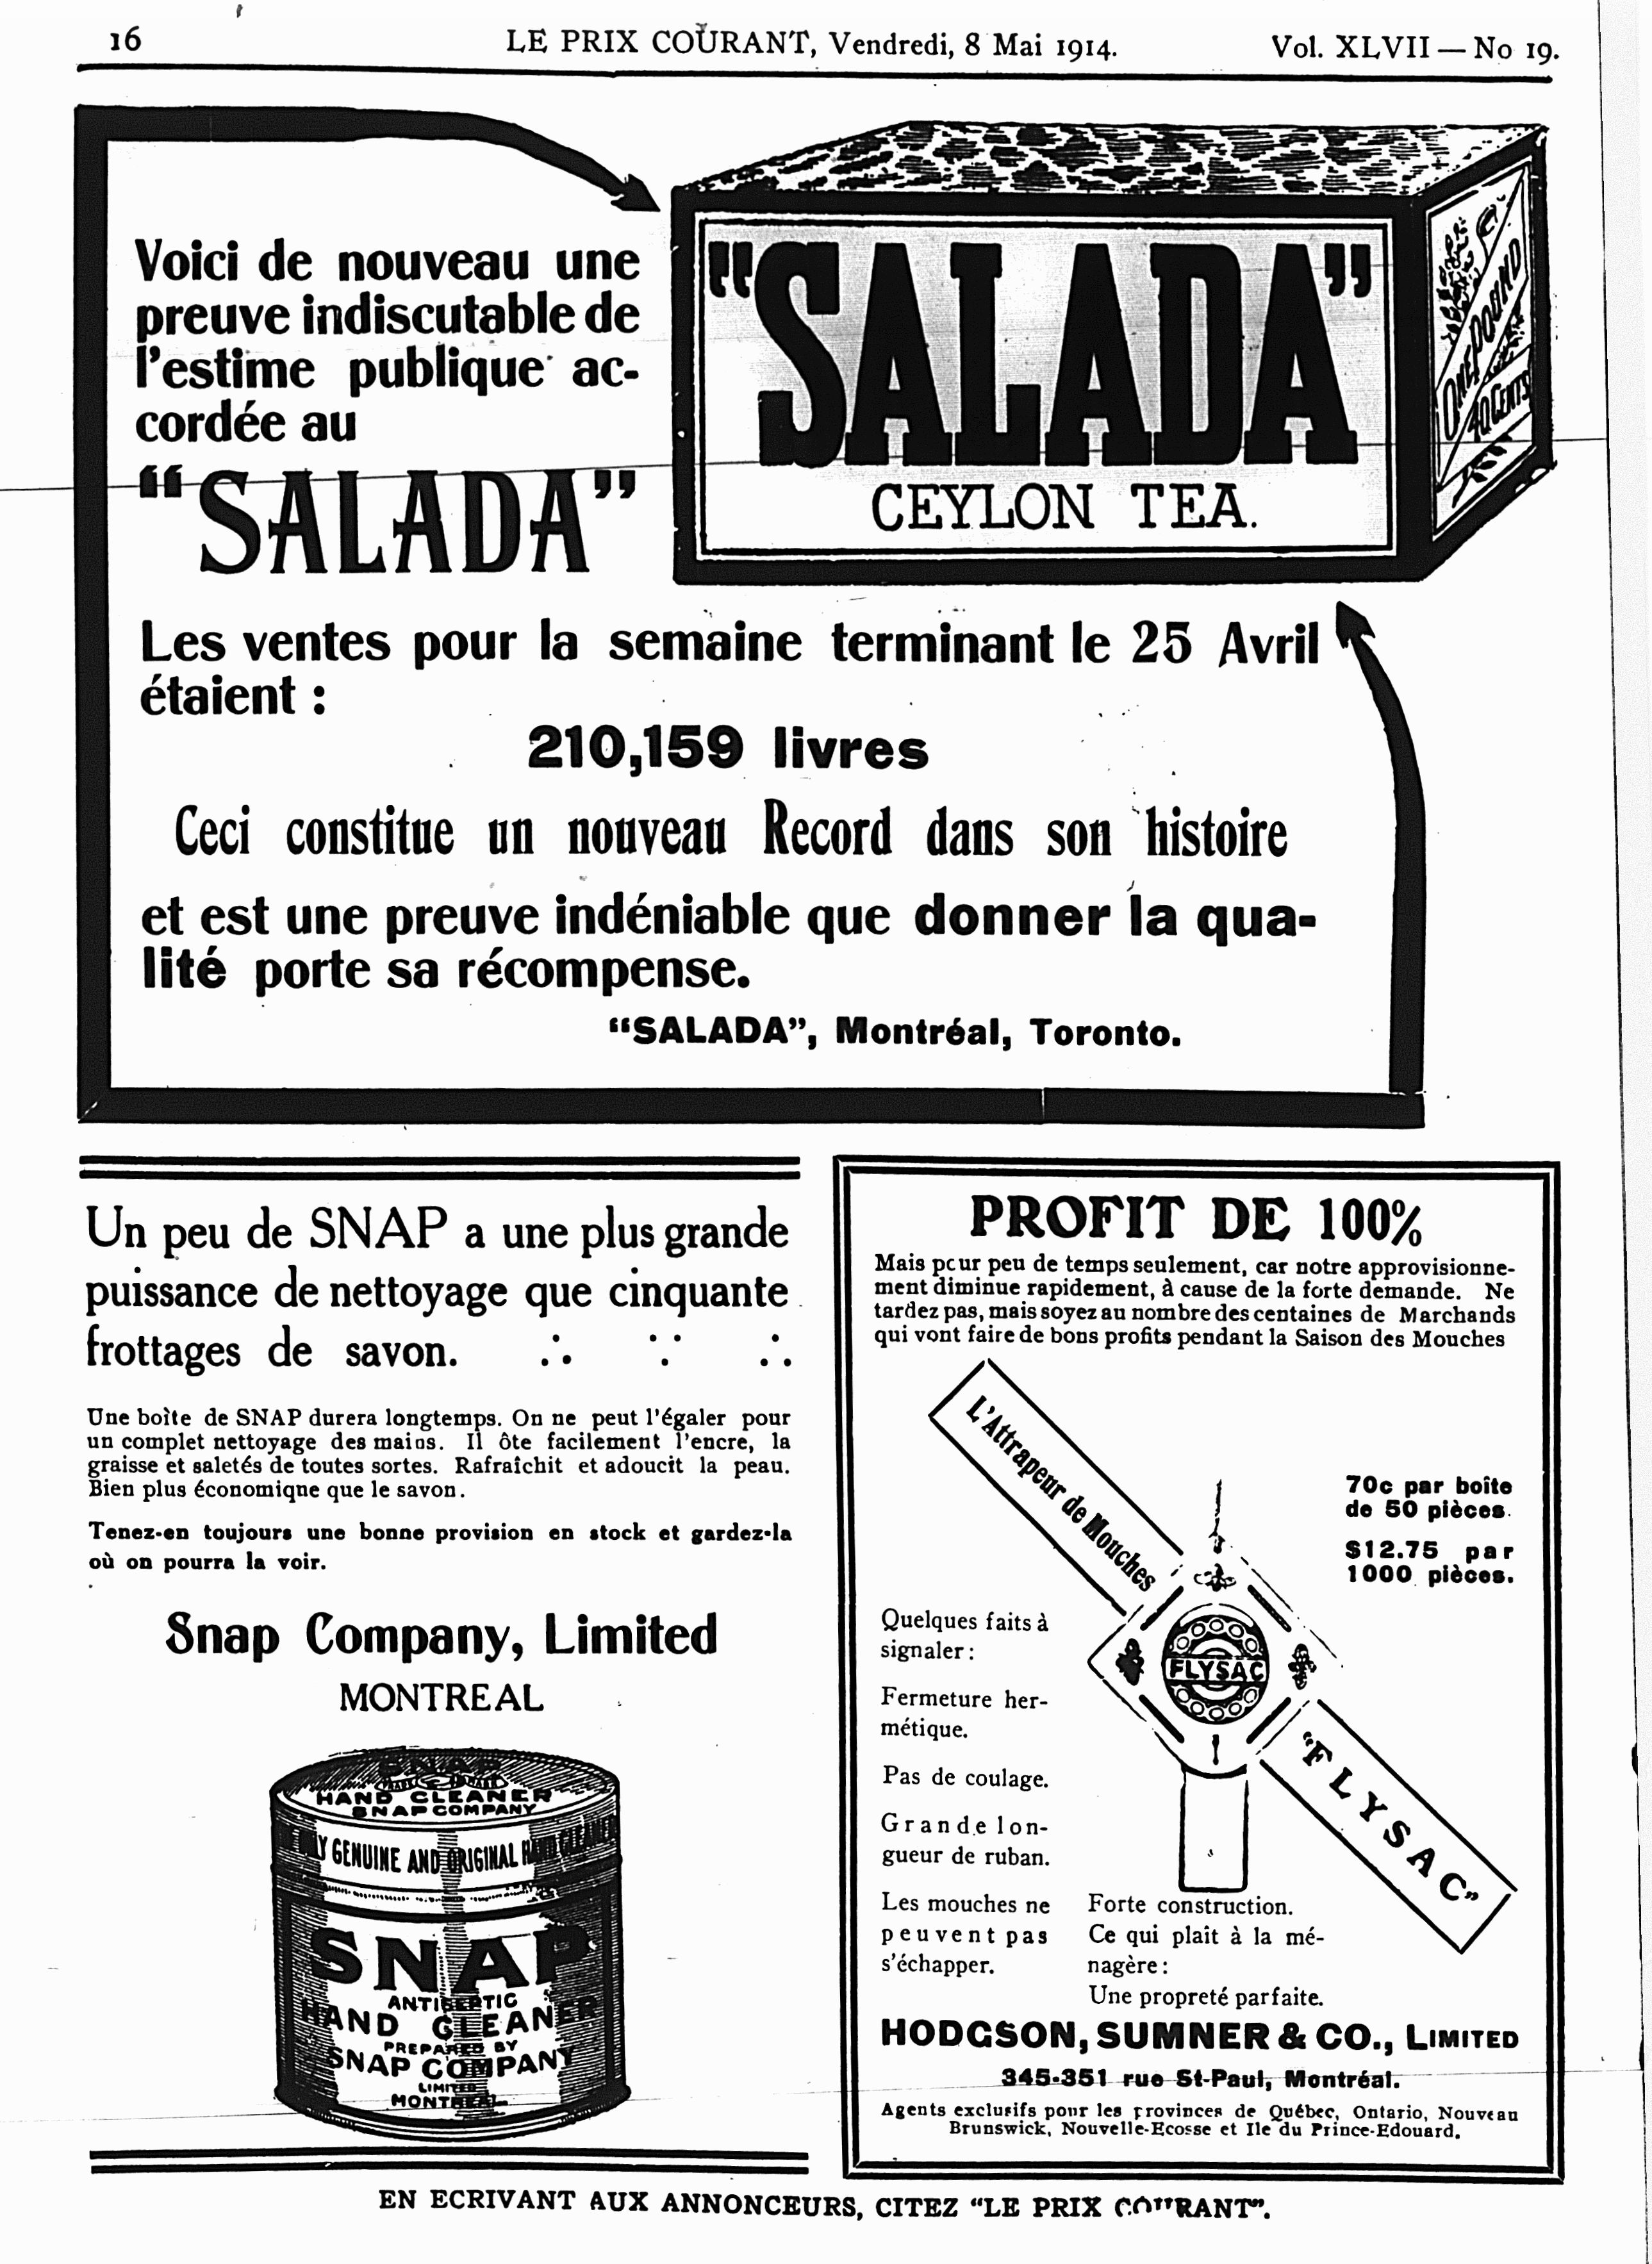 16
LE PRIX COURANT, Vendredi, 8 Mai 1914.
Vol. XLVII — No 19.
Voici de nouveau une
preuve indiscutable de
l'estime publique ac-
cordée au
"SALADA"
"SALADA"
CEYLON TEA.
ONE POUND
40 CENTS
Les ventes pour la semaine terminant le 25 Avril
étaient :
210,159 livres
Ceci constitue un nouveau Record dans son histoire
et est une preuve indéniable que donner la qua-
lité porte sa récompense.
"SALADA", Montréal, Toronto.
Un peu de SNAP a une plus grande
puissance de nettoyage que cinquante
frottages de savon.
Une boîte de SNAP durera longtemps. On ne peut l'égaler pour
un complet nettoyage des mains. Il ôte facilement l'encre, la
graisse et saletés de toutes sortes. Rafraîchit et adoucit la peau.
Bien plus économique que le savon.
Tenez-en toujours une bonne provision en stock et gardez-la
où on pourra la voir.
Snap Company, Limited
MONTREAL
SNAP
HAND CLEANER
SNAP COMPANY
GENUINE AND ORIGINAL HAND CLEANER
SNAP
ANTISEPTIC
HAND CLEANER
PREPARED BY
SNAP COMPANY
LIMITED
MONTREAL
PROFIT DE 100%
Mais pour peu de temps seulement, car notre approvisionne-
ment diminue rapidement, à cause de la forte demande. Ne
tardez pas, mais soyez au nombre des centaines de Marchands
qui vont faire de bons profits pendant la Saison des Mouches
L'Attrapeur de Mouches
70c par boîte
de 50 pièces.
$12.75 par
1000 pièces.
FLYSAC
"FLYSAC"
Quelques faits à
signaler :
Fermeture her-
métique.
Pas de coulage.
Grande lon-
gueur de ruban.
Les mouches ne
peuvent pas
s'échapper.
Forte construction.
Ce qui plaît à la mé-
nagère :
Une propreté parfaite.
HODGSON, SUMNER & CO., LIMITED
345-351 rue St-Paul, Montréal.
Agents exclusifs pour les provinces de Québec, Ontario, Nouveau
Brunswick, Nouvelle-Ecosse et Ile du Prince-Edouard.
EN ECRIVANT AUX ANNONCEURS, CITEZ "LE PRIX COURANT".